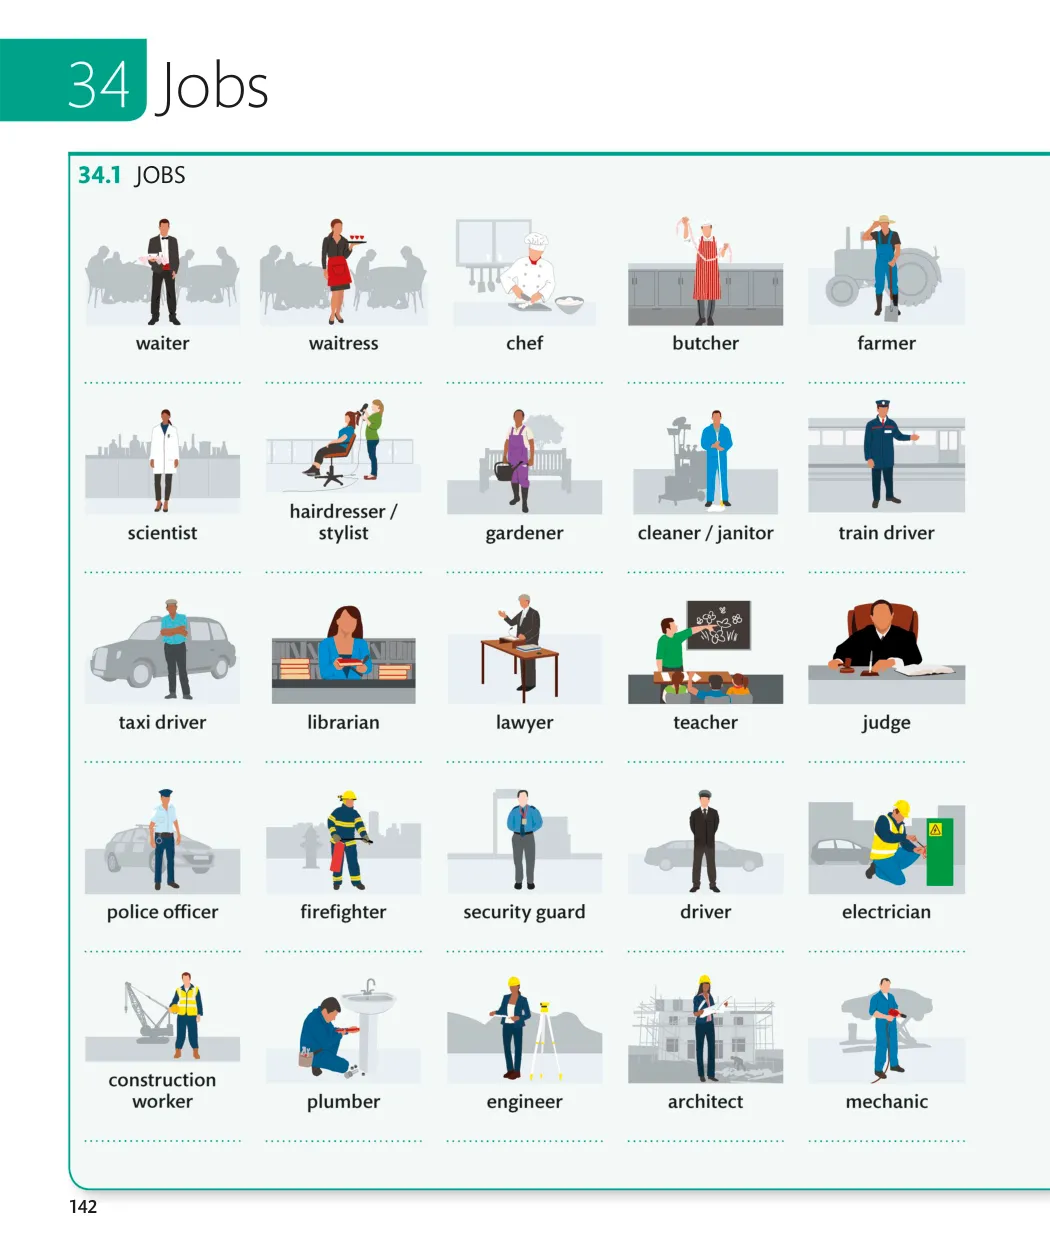 34 Jobs
34.1 JOBS
waiter
waitress
chef
butcher
farmer
scientist
hairdresser /
stylist
gardener
cleaner / janitor
train driver
taxi driver
librarian
lawyer
teacher
judge
police officer
firefighter
security guard
driver
electrician
construction
worker
plumber
engineer
architect
mechanic
142